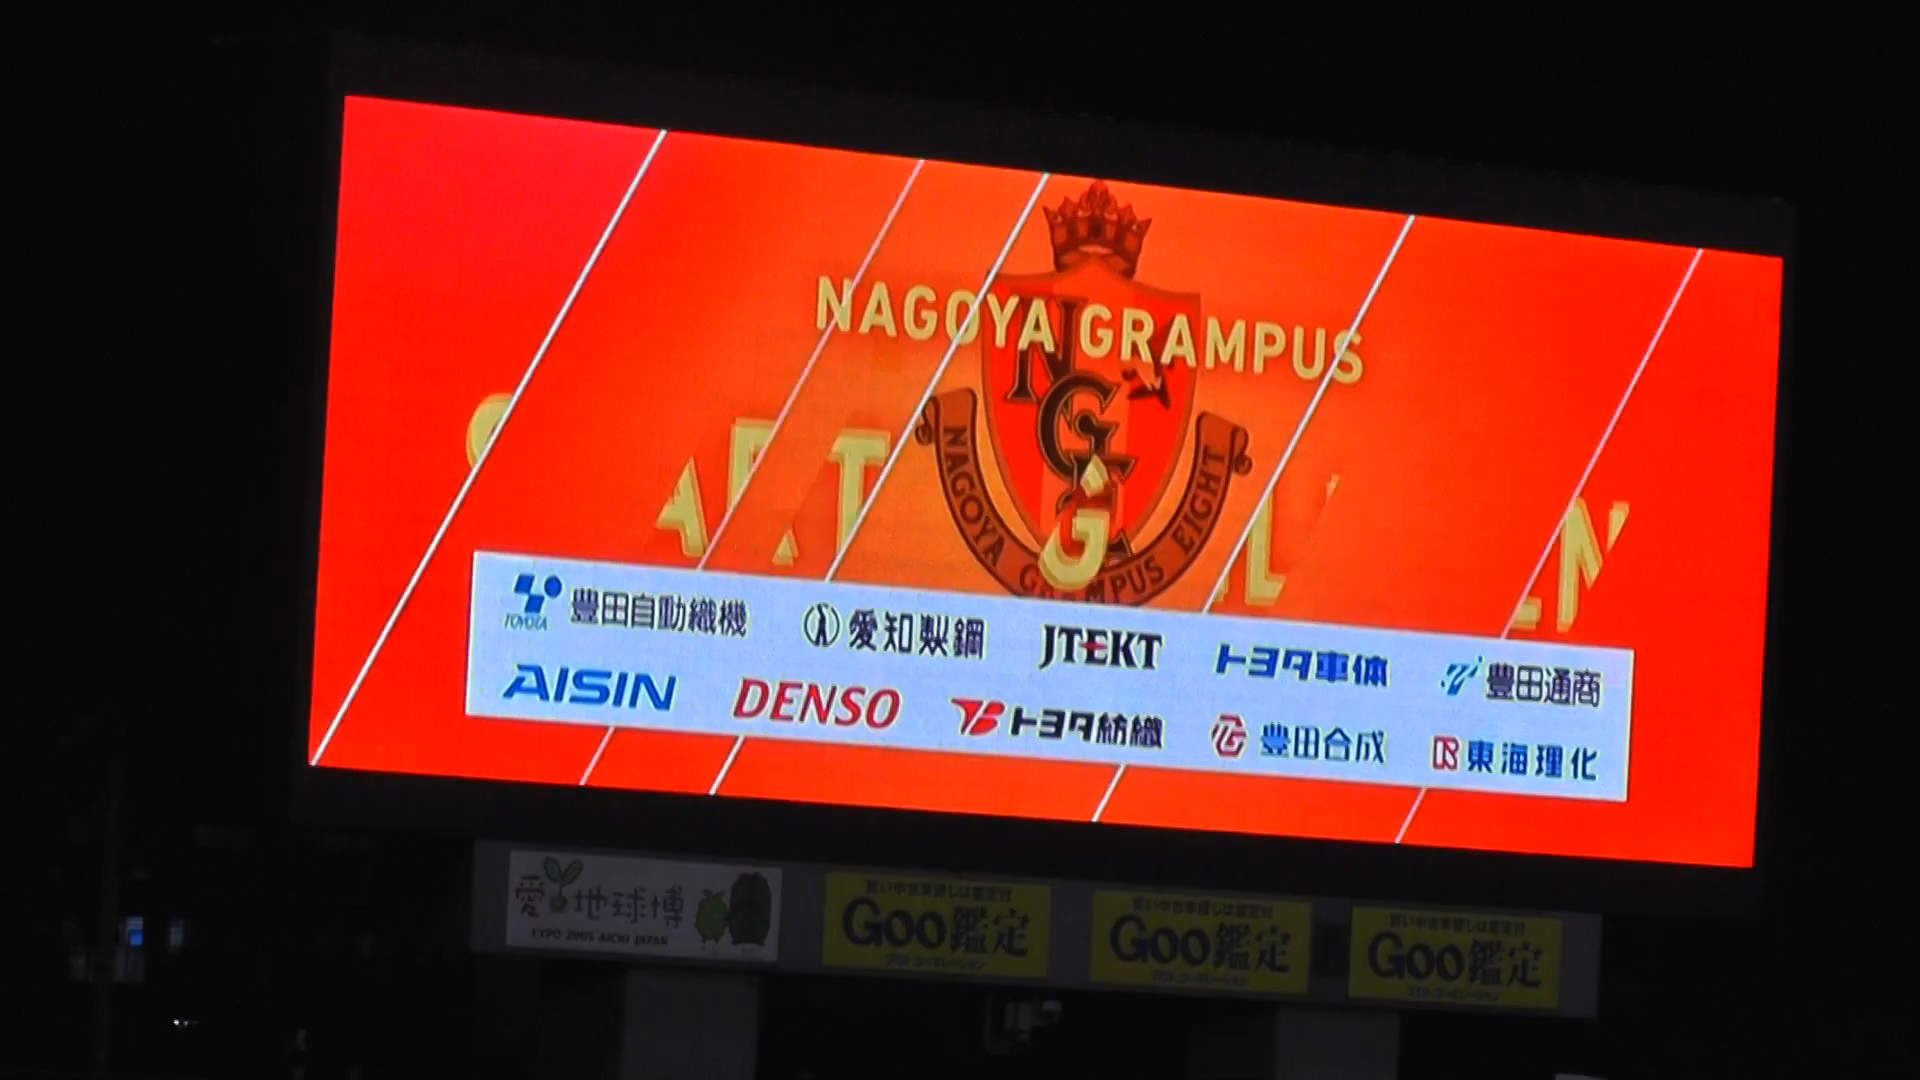 NAGOYA GRAMPUS
NAGOYA GRAMPUS EIGHT
TOYOTA 豊田自動織機
愛知製鋼
JTEKT
トヨタ車体
豊田通商
AISIN
DENSO
トヨタ紡織
豊田合成
東海理化
愛・地球博
EXPO 2005 AICHI JAPAN
Goo鑑定
Goo鑑定
Goo鑑定